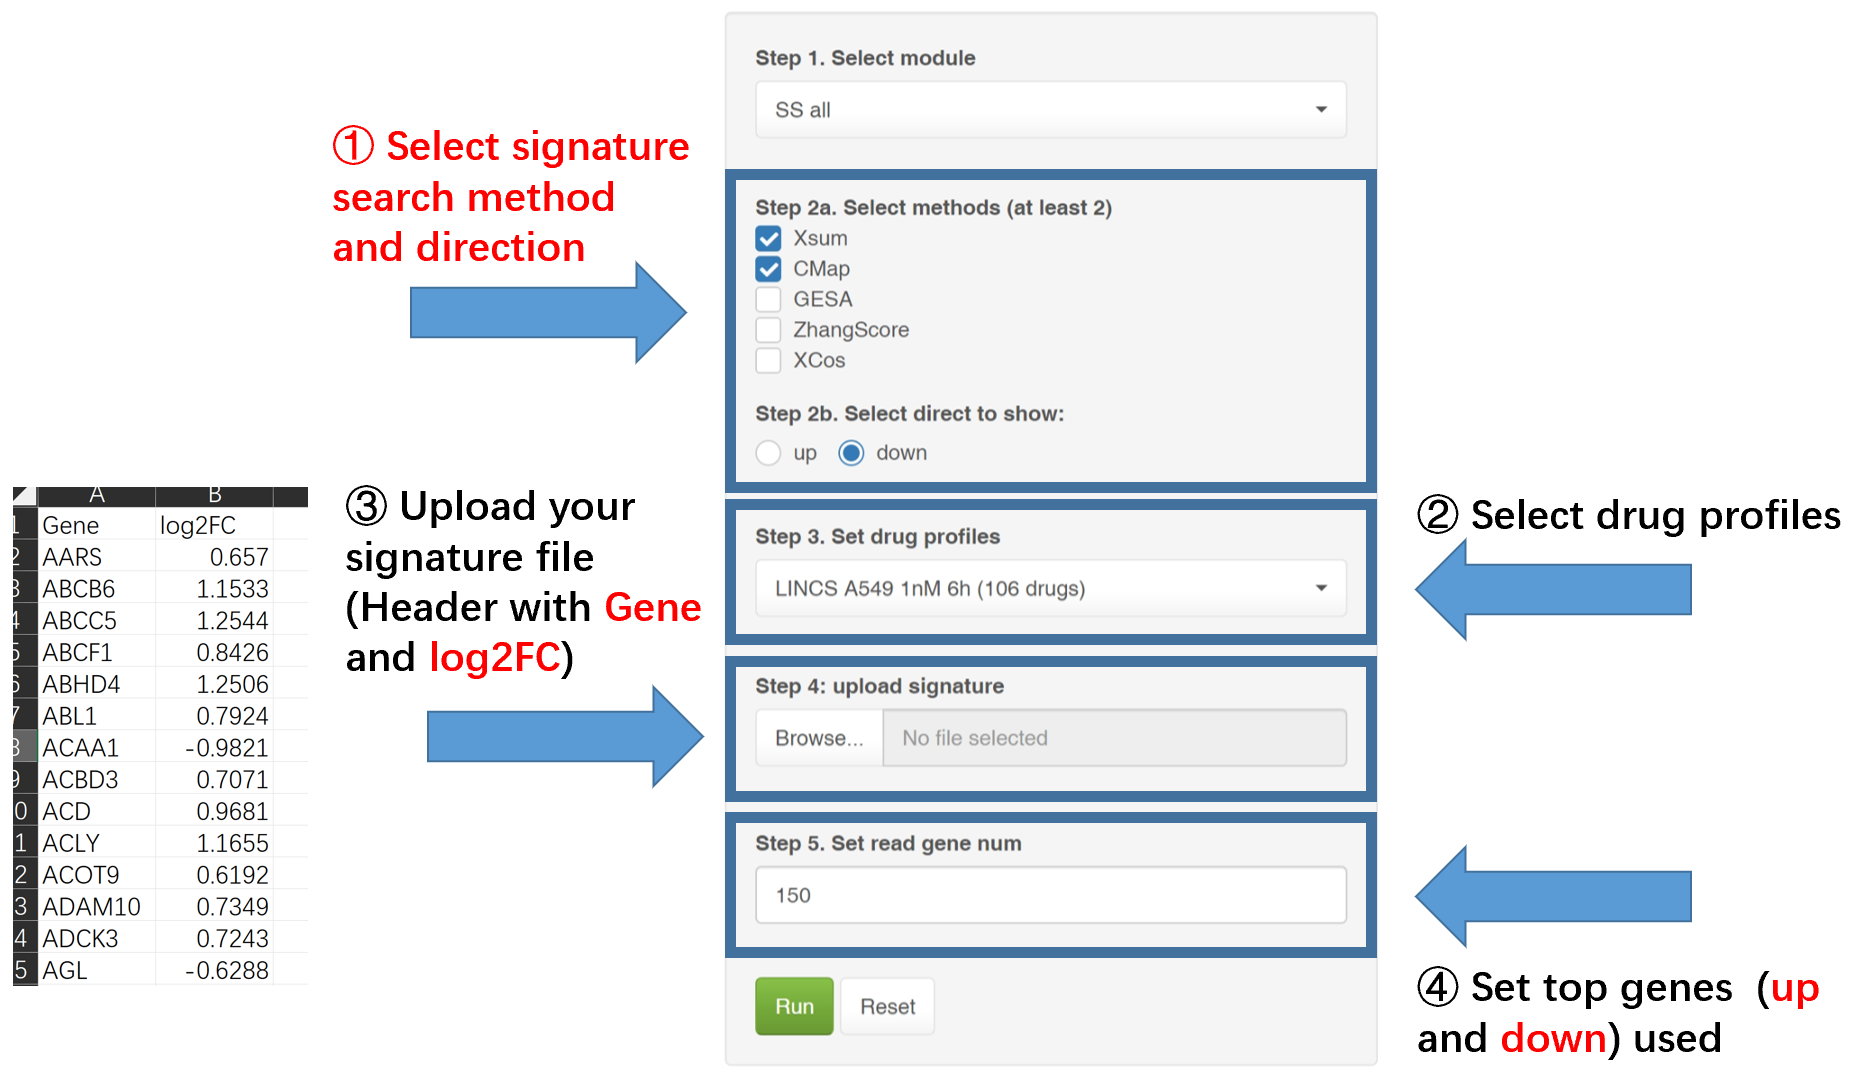 Step 1. Select module
SS all
① Select signature
search method
and direction
Step 2a. Select methods (at least 2)
Xsum
CMap
GESA
ZhangScore
XCos
Step 2b. Select direct to show:
up down
③ Upload your
signature file
(Header with Gene
and log2FC)
② Select drug profiles
Step 3. Set drug profiles
LINCS A549 1nM 6h (106 drugs)
Step 4: upload signature
Browse... No file selected
Step 5. Set read gene num
150
④ Set top genes (up
and down) used
Run Reset
A B
1 Gene log2FC
2 AARS 0.657
3 ABCB6 1.1533
4 ABCC5 1.2544
5 ABCF1 0.8426
6 ABHD4 1.2506
7 ABL1 0.7924
8 ACAA1 -0.9821
9 ACBD3 0.7071
0 ACD 0.9681
1 ACLY 1.1655
2 ACOT9 0.6192
3 ADAM10 0.7349
4 ADCK3 0.7243
5 AGL -0.6288